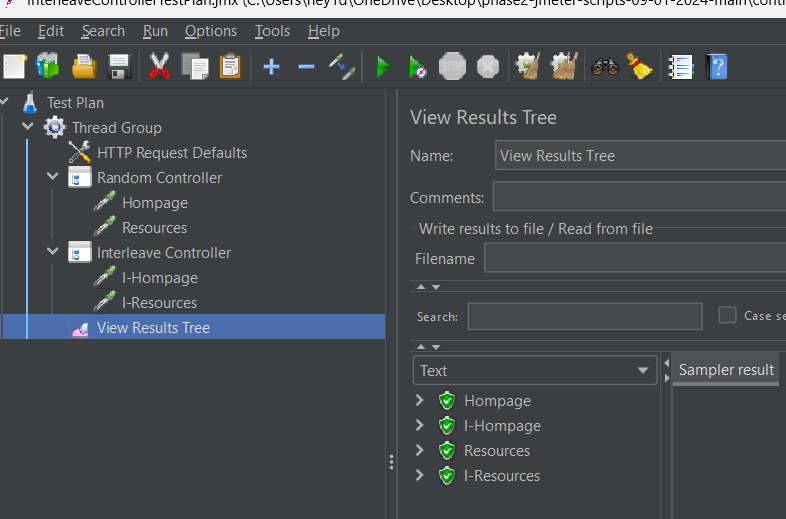 InterleaveControllerTestPlan.jmx (C:\Users\hey1d\OneDrive\Desktop\phase2-jmeter-scripts-09-01-2024-main\contr
File Edit Search Run Options Tools Help
STOP
Test Plan
Thread Group
HTTP Request Defaults
Random Controller
Hompage
Resources
Interleave Controller
I-Hompage
I-Resources
View Results Tree
View Results Tree
Name: View Results Tree
Comments:
Write results to file / Read from file
Filename
Search: Case se
Text
Sampler result
Hompage
I-Hompage
Resources
I-Resources